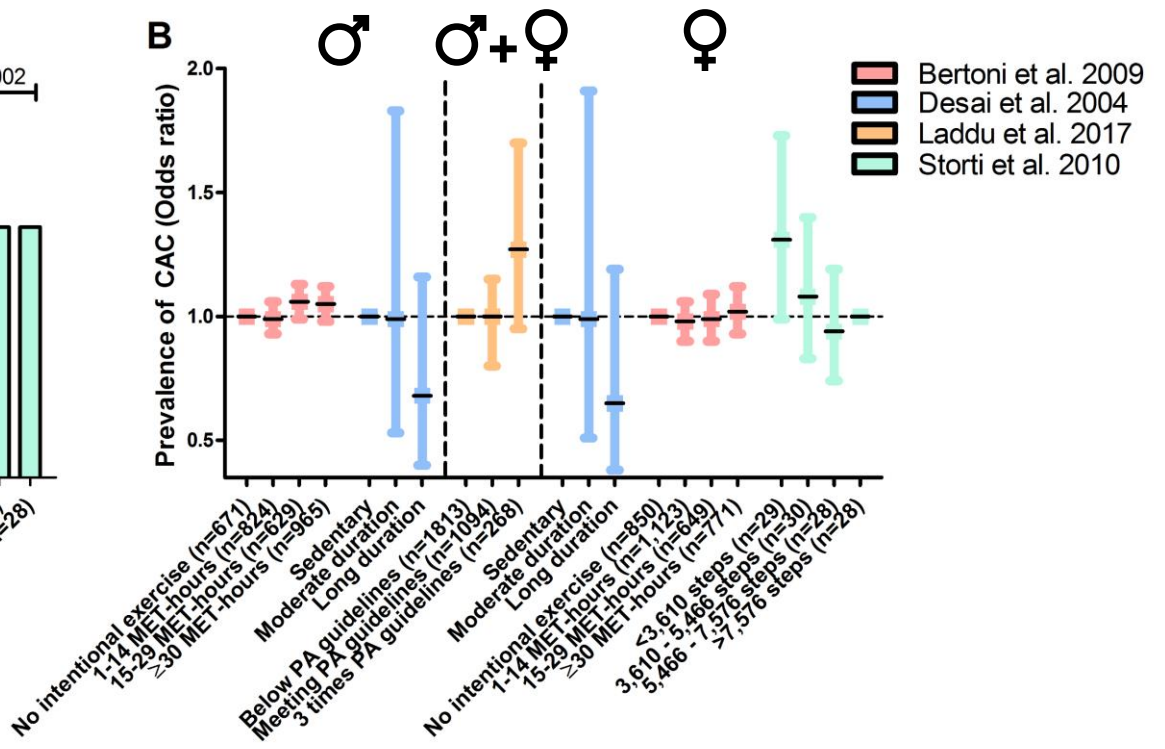 002
n=28)
B
♂ ♂+♀ ♀
Bertoni et al. 2009
Desai et al. 2004
Laddu et al. 2017
Storti et al. 2010
Prevalence of CAC (Odds ratio)
2.0
1.5
1.0
0.5
No intentional exercise (n=671)
1-14 MET-hours (n=824)
15-29 MET-hours (n=629)
≥30 MET-hours (n=965)
Sedentary
Moderate duration
Long duration
Below PA guidelines (n=1813)
Meeting PA guidelines (n=1094)
3 times PA guidelines (n=268)
Sedentary
Moderate duration
Long duration
No intentional exercise (n=850)
1-14 MET-hours (n=1,123)
15-29 MET-hours (n=649)
≥30 MET-hours (n=771)
<3,610 steps (n=29)
3,610 - 5,466 steps (n=30)
5,466 - 7,576 steps (n=28)
>7,576 steps (n=28)